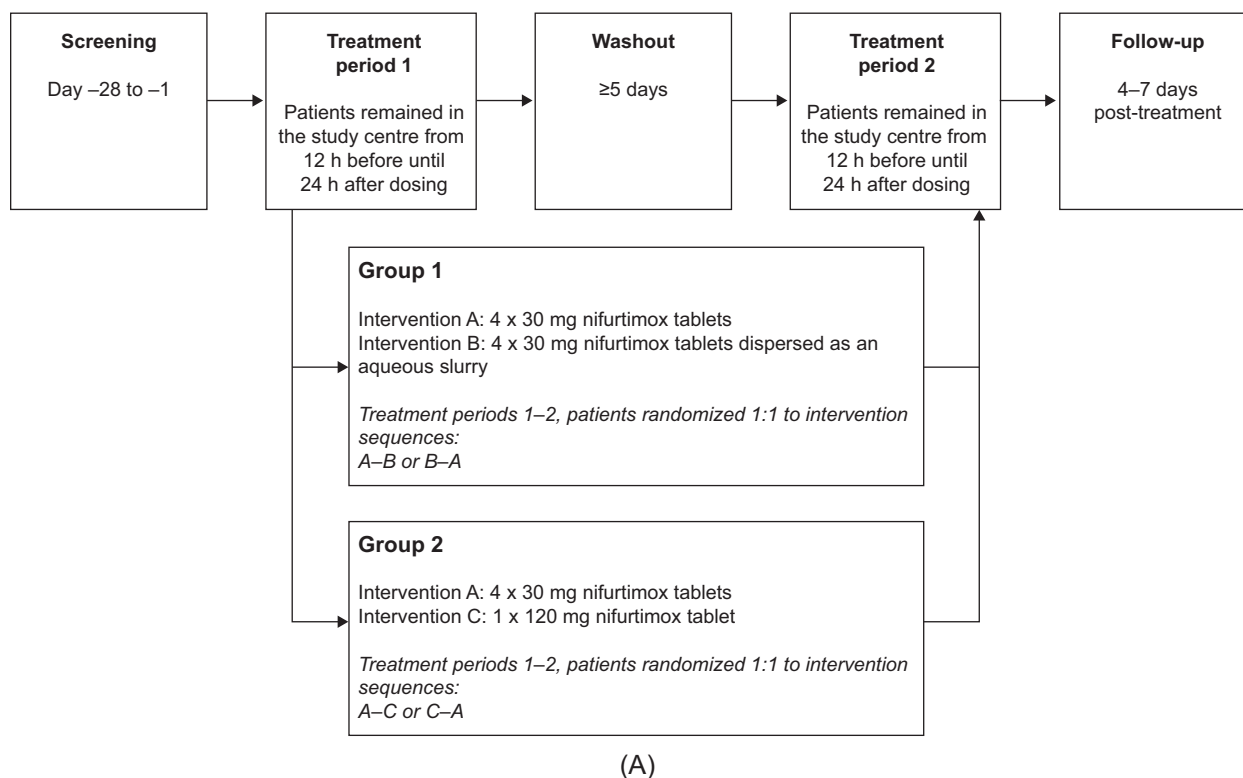 Screening
Day –28 to –1
Treatment
period 1
Patients remained in
the study centre from
12 h before until
24 h after dosing
Washout
≥5 days
Treatment
period 2
Patients remained in
the study centre from
12 h before until
24 h after dosing
Follow-up
4–7 days
post-treatment
Group 1
Intervention A: 4 x 30 mg nifurtimox tablets
Intervention B: 4 x 30 mg nifurtimox tablets dispersed as an
aqueous slurry
Treatment periods 1–2, patients randomized 1:1 to intervention
sequences:
A–B or B–A
Group 2
Intervention A: 4 x 30 mg nifurtimox tablets
Intervention C: 1 x 120 mg nifurtimox tablet
Treatment periods 1–2, patients randomized 1:1 to intervention
sequences:
A–C or C–A
(A)